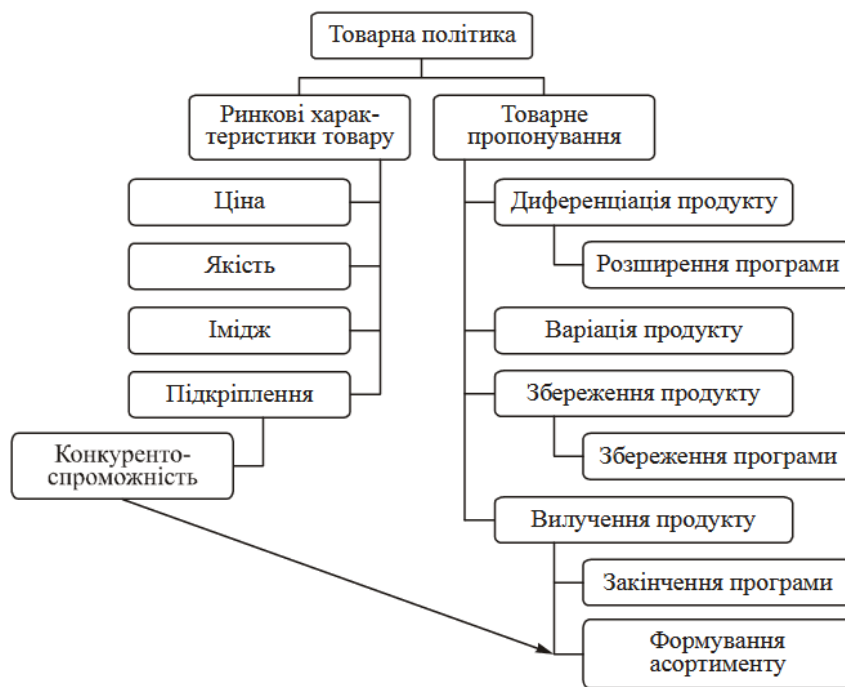 Товарна політика
Ринкові харак-
теристики товару
Товарне
пропонування
Ціна
Якість
Імідж
Підкріплення
Конкуренто-
спроможність
Диференціація продукту
Розширення програми
Варіація продукту
Збереження продукту
Збереження програми
Вилучення продукту
Закінчення програми
Формування
асортименту